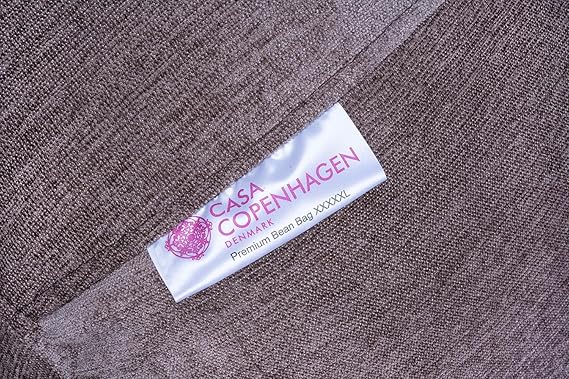 CASA
COPENHAGEN
DENMARK
Premium Bean Bag XXXXXL